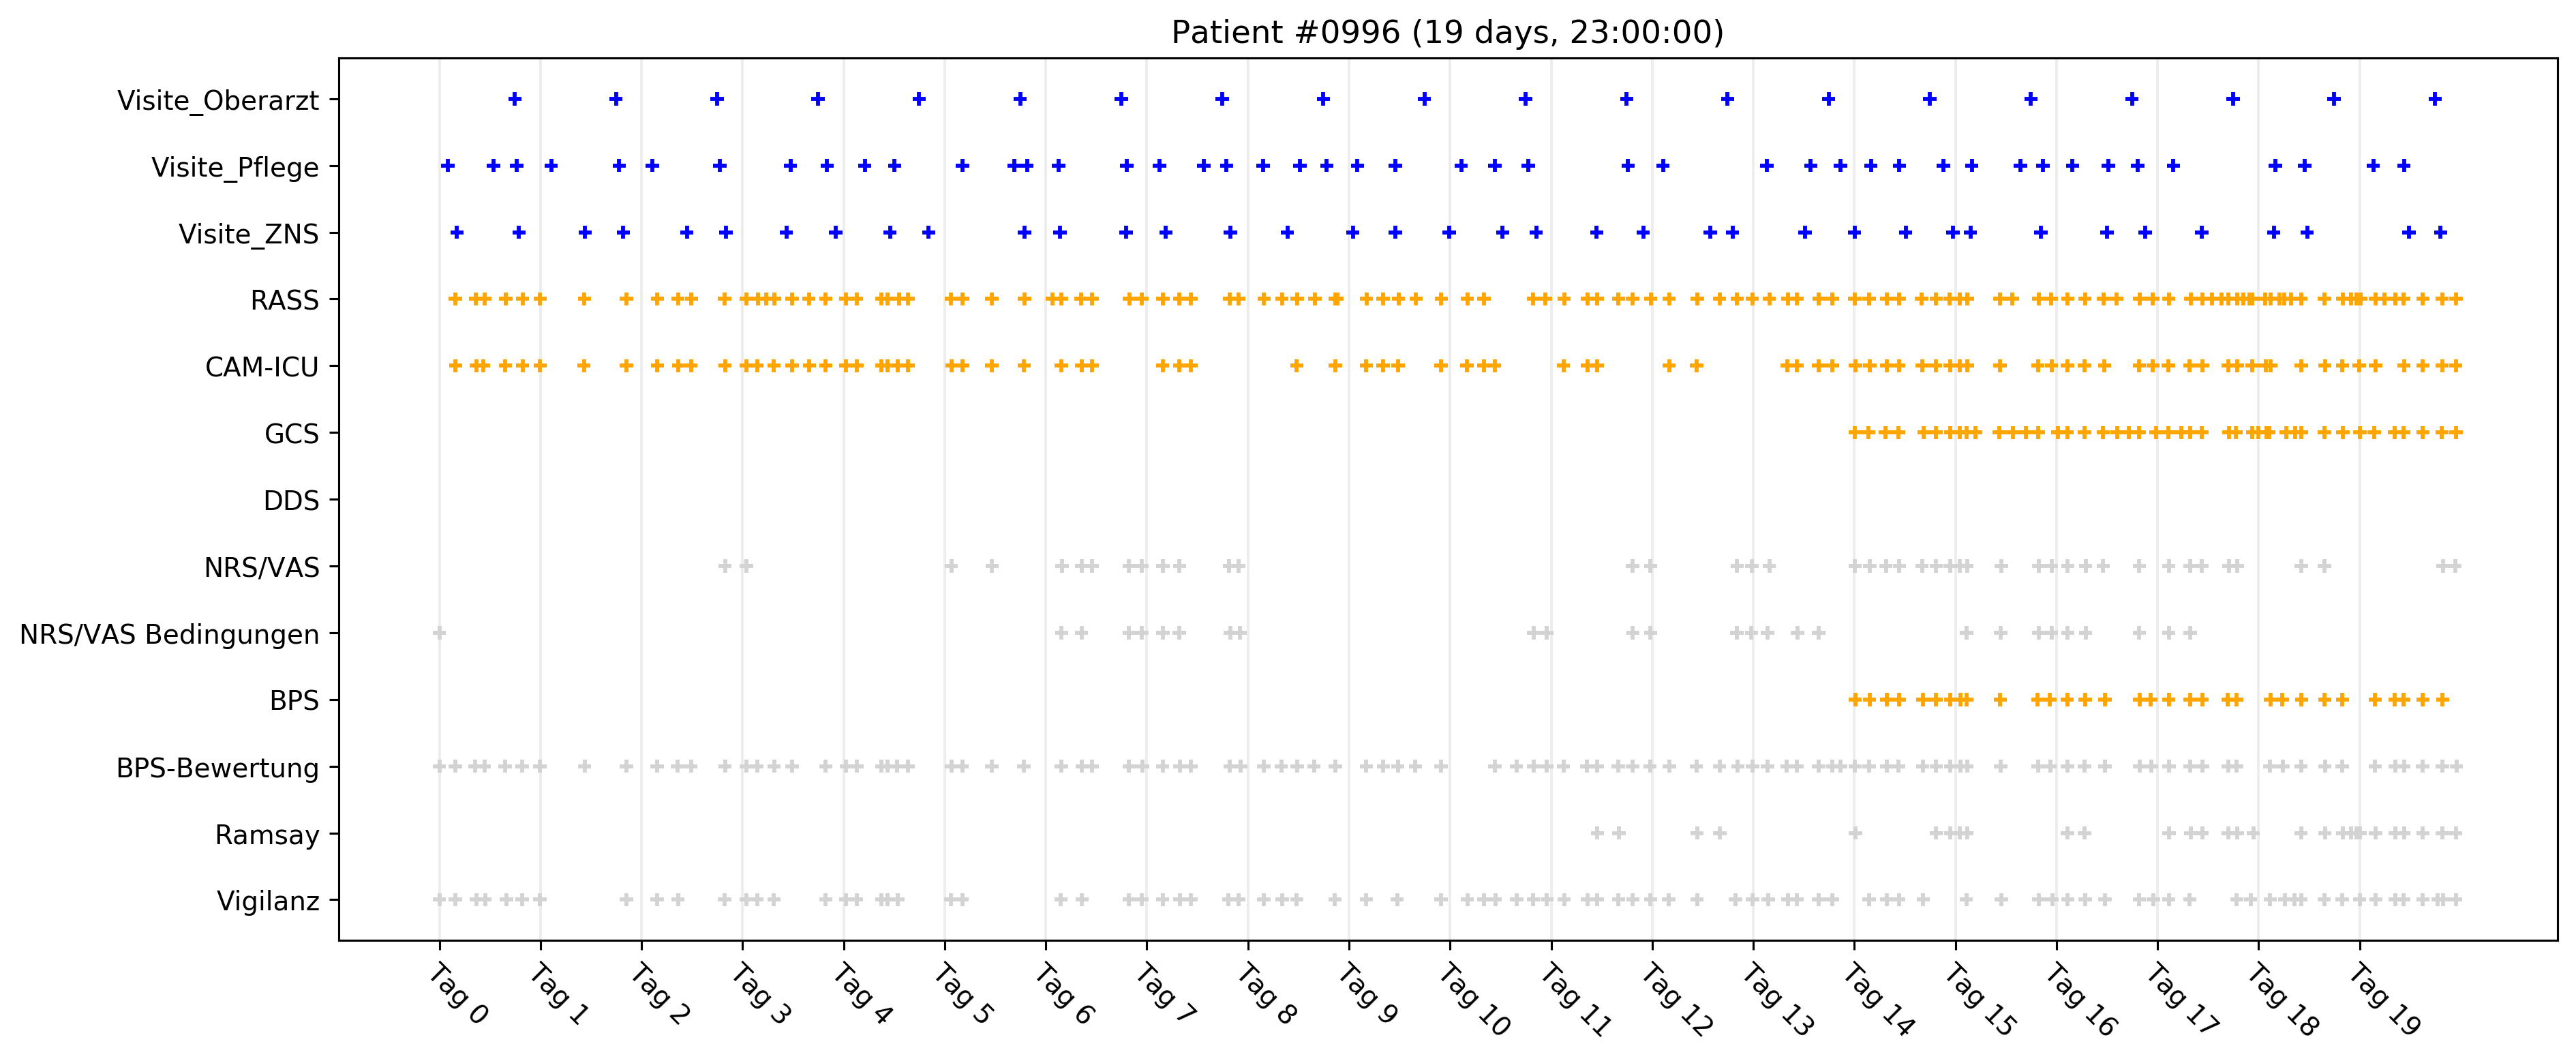 Patient #0996 (19 days, 23:00:00)
Visite_Oberarzt
Visite_Pflege
Visite_ZNS
RASS
CAM-ICU
GCS
DDS
NRS/VAS
NRS/VAS Bedingungen
BPS
BPS-Bewertung
Ramsay
Vigilanz
Tag 0
Tag 1
Tag 2
Tag 3
Tag 4
Tag 5
Tag 6
Tag 7
Tag 8
Tag 9
Tag 10
Tag 11
Tag 12
Tag 13
Tag 14
Tag 15
Tag 16
Tag 17
Tag 18
Tag 19